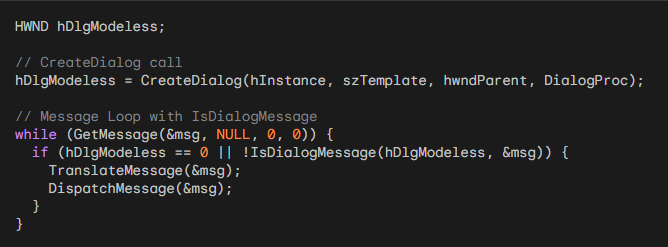 HWND hDlgModeless;

// CreateDialog call
hDlgModeless = CreateDialog(hInstance, szTemplate, hwndParent, DialogProc);

// Message Loop with IsDialogMessage
while (GetMessage(&msg, NULL, 0, 0)) {
  if (hDlgModeless == 0 || !IsDialogMessage(hDlgModeless, &msg)) {
    TranslateMessage(&msg);
    DispatchMessage(&msg);
  }
}